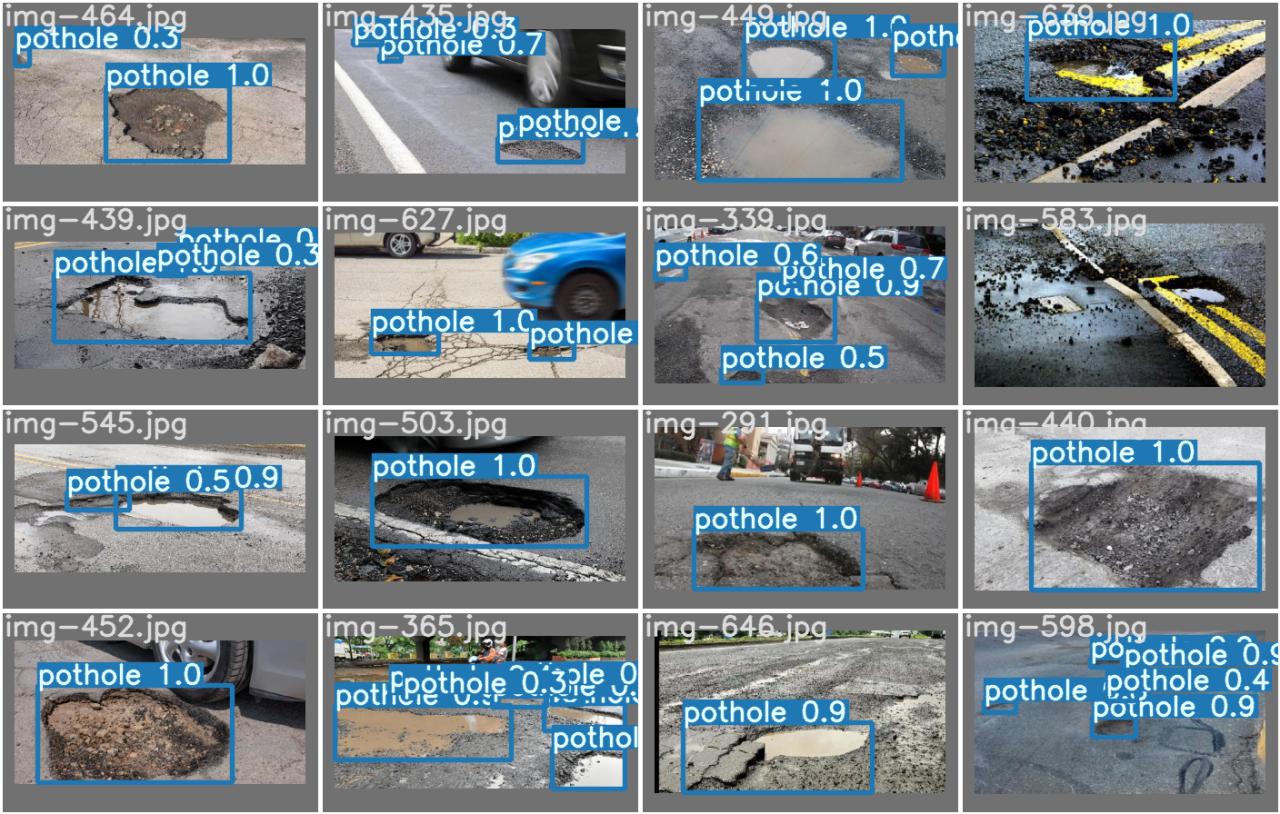 img-464.jpg
pothole 0.3
pothole 1.0
img-435.jpg
pothole 0.3
pothole 0.7
pothole
img-449.jpg
pothole 1.0
poth
pothole 1.0
img-639.jpg
pothole 1.0
img-439.jpg
pothole 0
pothole 0.3
pothole
img-627.jpg
pothole 1.0
pothole
img-339.jpg
pothole 0.6
pothole 0.7
pothole 0.9
pothole 0.5
img-583.jpg
img-545.jpg
pothole 0.5
0.9
img-503.jpg
pothole 1.0
img-291.jpg
pothole 1.0
img-440.jpg
pothole 1.0
img-452.jpg
pothole 1.0
img-365.jpg
pothole 0.3
pothol
img-646.jpg
pothole 0.9
img-598.jpg
pothole 0.9
pothole
0.4
pothole 0.9